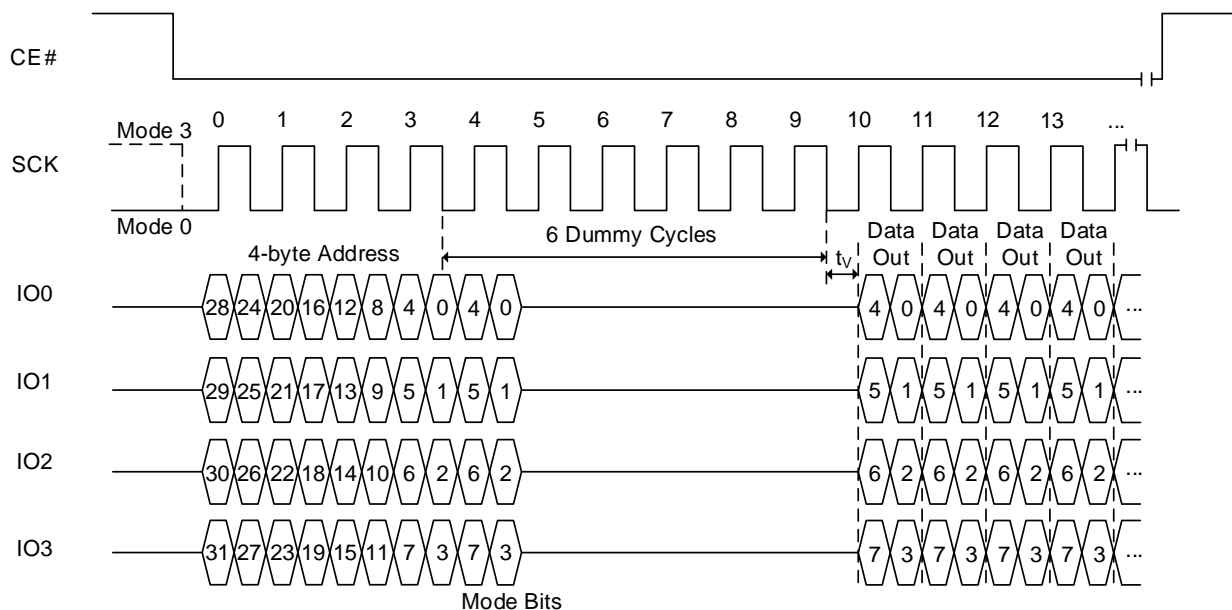 CE#
0 1 2 3 4 5 6 7 8 9 10 11 12 13 ...
Mode 3
SCK
Mode 0
6 Dummy Cycles
Data Out Data Out Data Out Data Out
4-byte Address
tV
IO0
28 24 20 16 12 8 4 0 4 0 4 0 4 0 4 0 4 0 ...
IO1
29 25 21 17 13 9 5 1 5 1 5 1 5 1 5 1 5 1 ...
IO2
30 26 22 18 14 10 6 2 6 2 6 2 6 2 6 2 6 2 ...
IO3
31 27 23 19 15 11 7 3 7 3 7 3 7 3 7 3 7 3 ...
Mode Bits